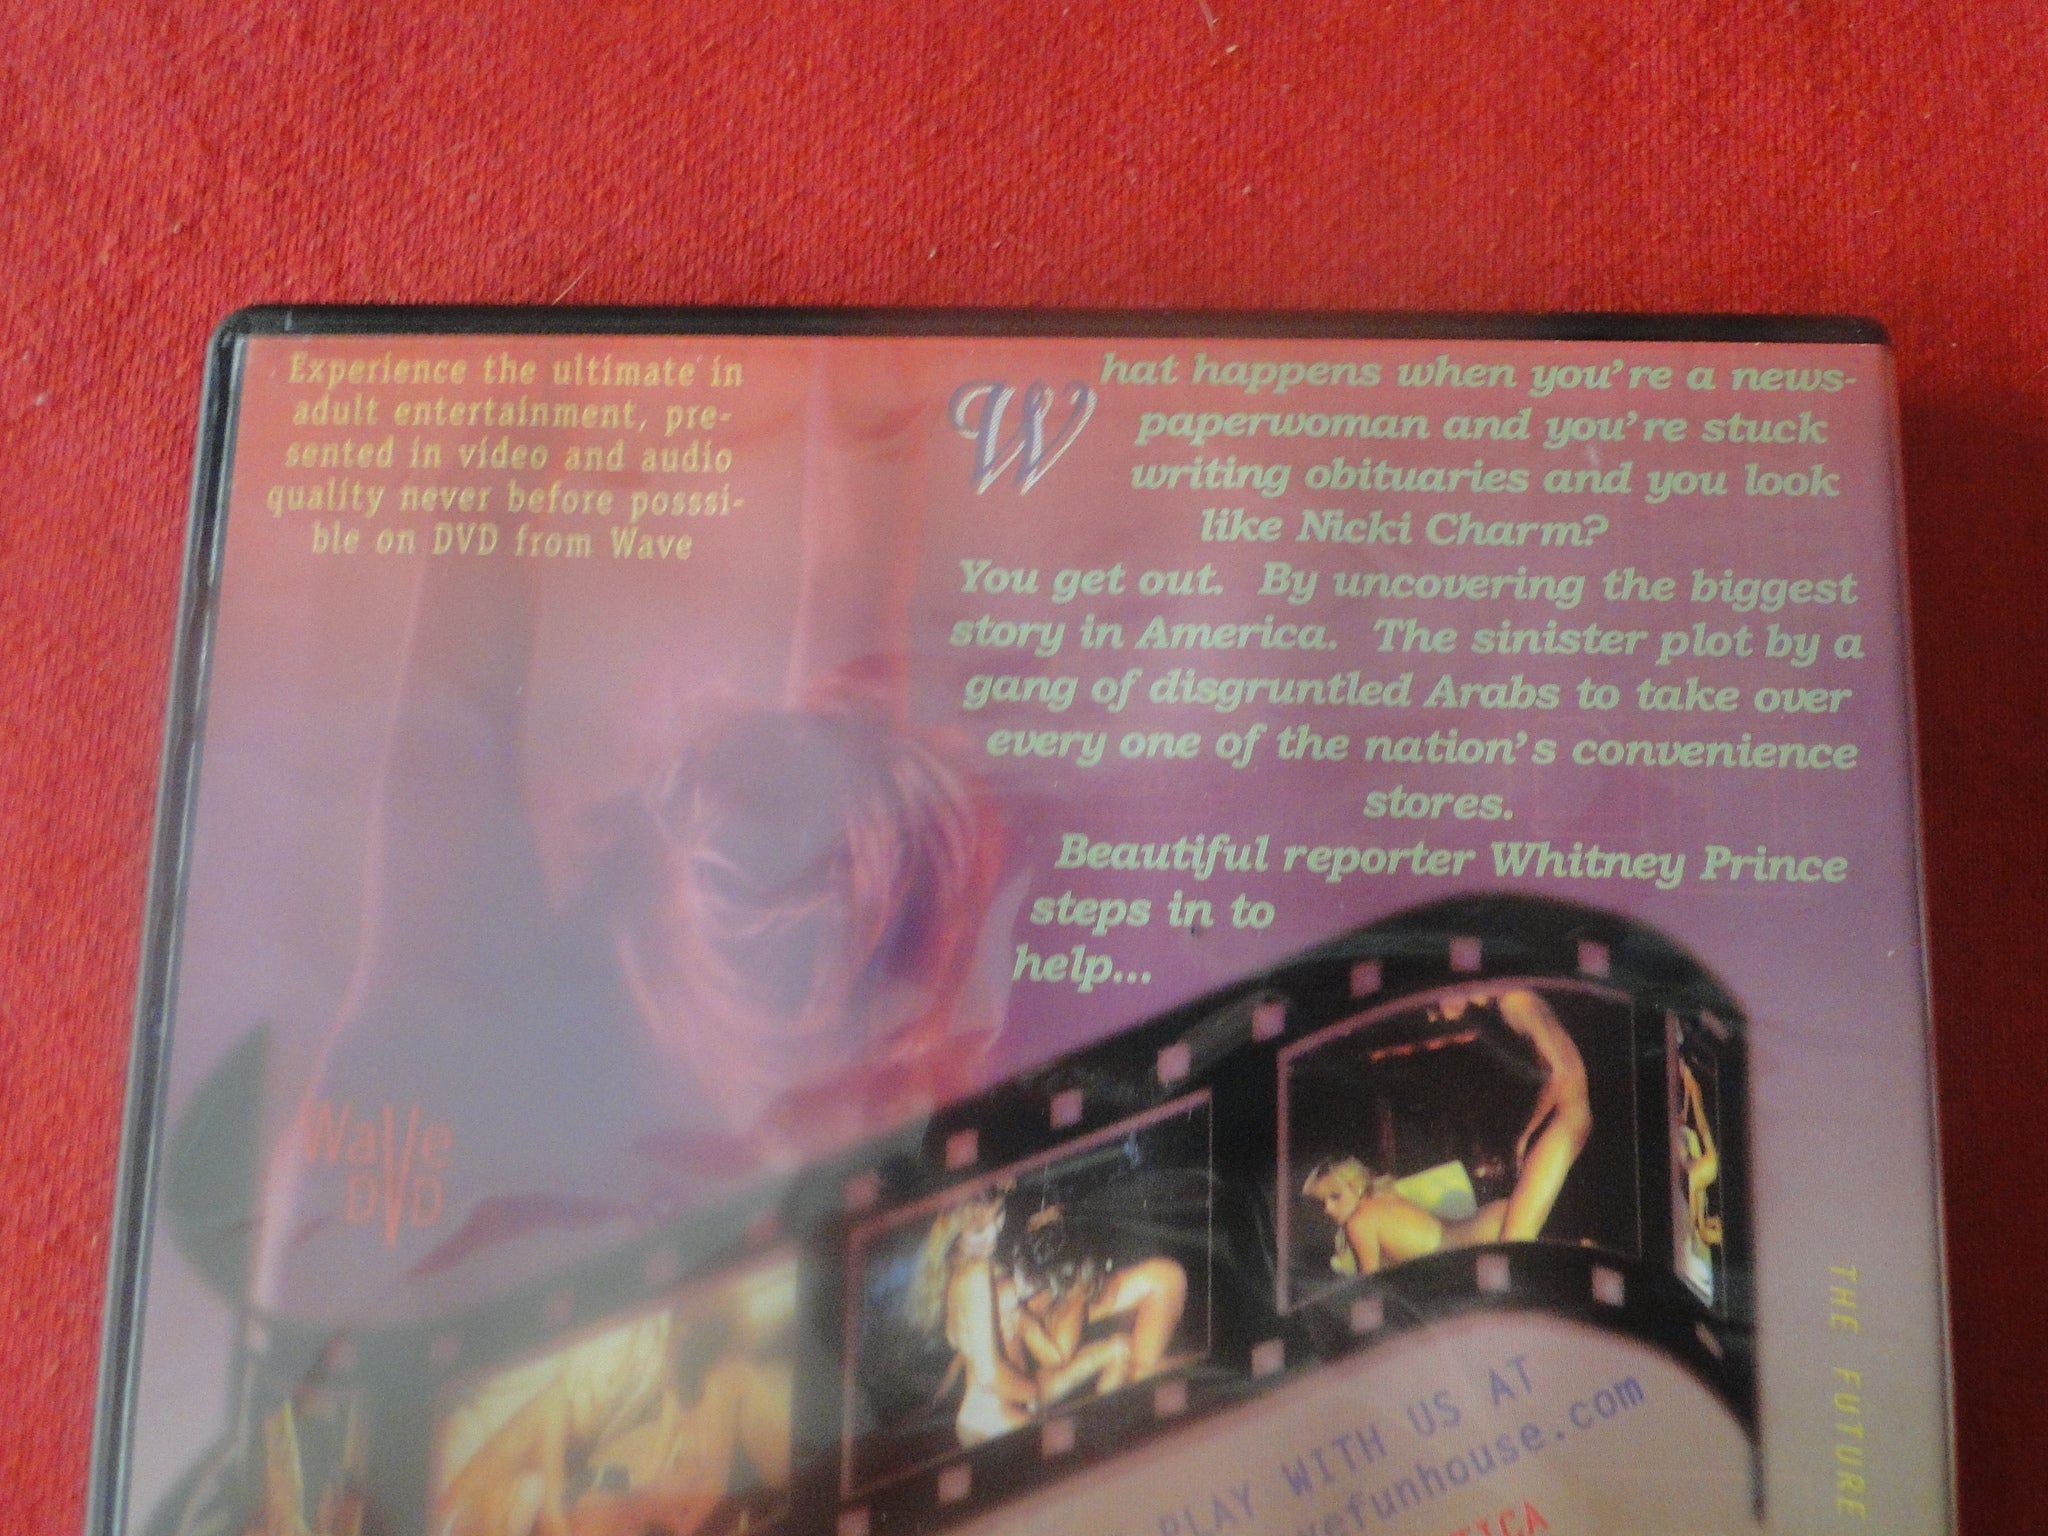 Experience the ultimate in
adult entertainment, pre-
sented in video and audio
quality never before posssi-
ble on DVD from Wave
What happens when you're a news-
paperwoman and you're stuck
writing obituaries and you look
like Nicki Charm?
You get out. By uncovering the biggest
story in America. The sinister plot by a
gang of disgruntled Arabs to take over
every one of the nation's convenience
stores.
Beautiful reporter Whitney Prince
steps in to
help...
Wave
DVD
PLAY WITH US AT
efunhouse.com
TICA
THE FUTURE